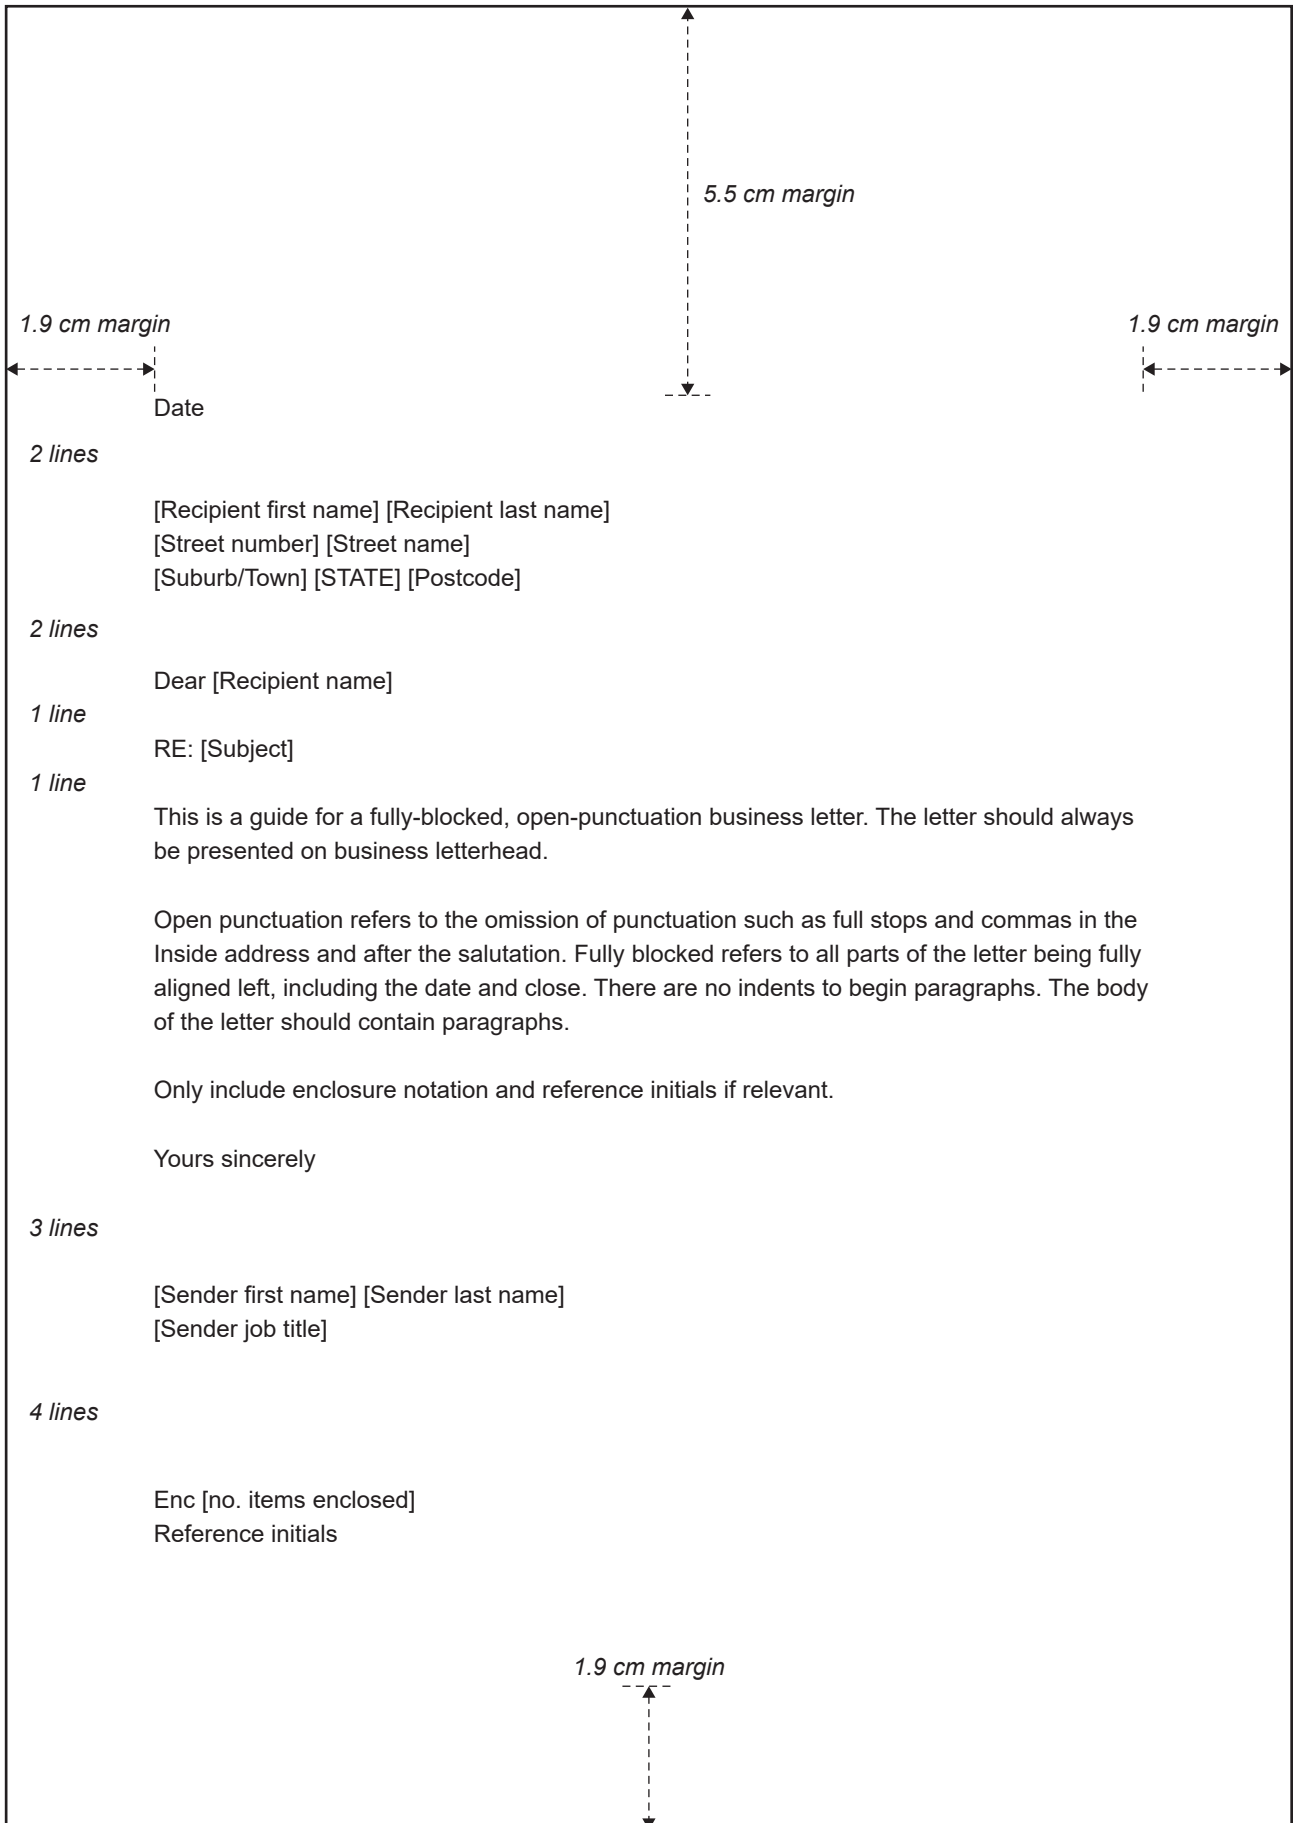 5.5 cm margin
1.9 cm margin
1.9 cm margin
Date
2 lines
[Recipient first name] [Recipient last name]
[Street number] [Street name]
[Suburb/Town] [STATE] [Postcode]
2 lines
Dear [Recipient name]
1 line
RE: [Subject]
1 line
This is a guide for a fully-blocked, open-punctuation business letter. The letter should always
be presented on business letterhead.
Open punctuation refers to the omission of punctuation such as full stops and commas in the
Inside address and after the salutation. Fully blocked refers to all parts of the letter being fully
aligned left, including the date and close. There are no indents to begin paragraphs. The body
of the letter should contain paragraphs.
Only include enclosure notation and reference initials if relevant.
Yours sincerely
3 lines
[Sender first name] [Sender last name]
[Sender job title]
4 lines
Enc [no. items enclosed]
Reference initials
1.9 cm margin